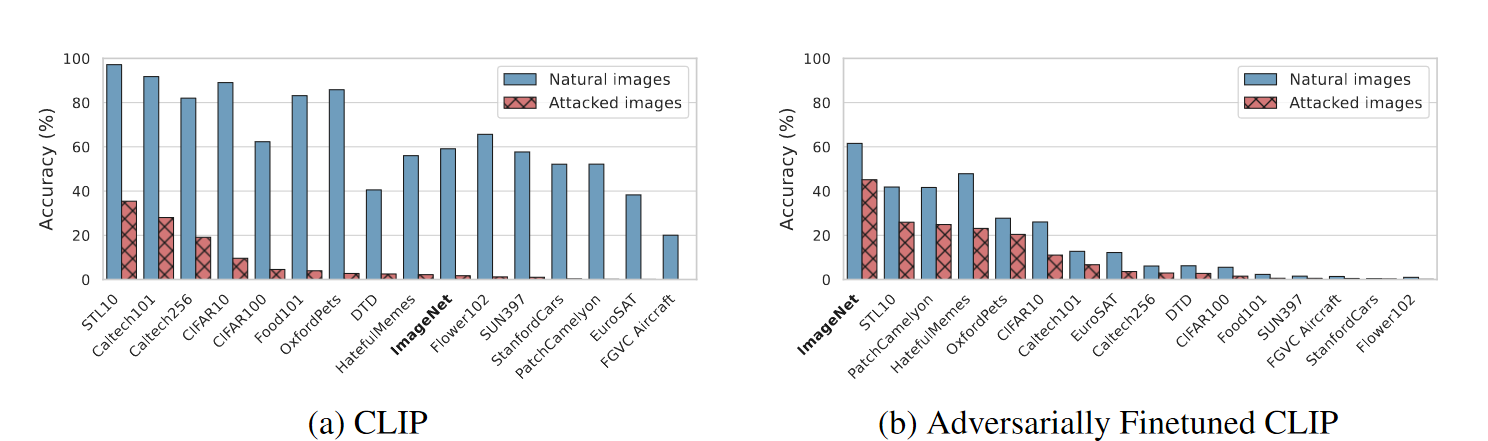 100
80
60
40
20
0
Accuracy (%)
Natural images
Attacked images
STL10
Caltech101
Caltech256
CIFAR10
CIFAR100
Food101
OxfordPets
DTD
HatefulMemes
ImageNet
Flower102
SUN397
StanfordCars
PatchCamelyon
EuroSAT
FGVC Aircraft
(a) CLIP
100
80
60
40
20
0
Accuracy (%)
Natural images
Attacked images
ImageNet
STL10
PatchCamelyon
HatefulMemes
OxfordPets
CIFAR10
Caltech101
EuroSAT
Caltech256
DTD
CIFAR100
Food101
SUN397
FGVC Aircraft
StanfordCars
Flower102
(b) Adversarially Finetuned CLIP